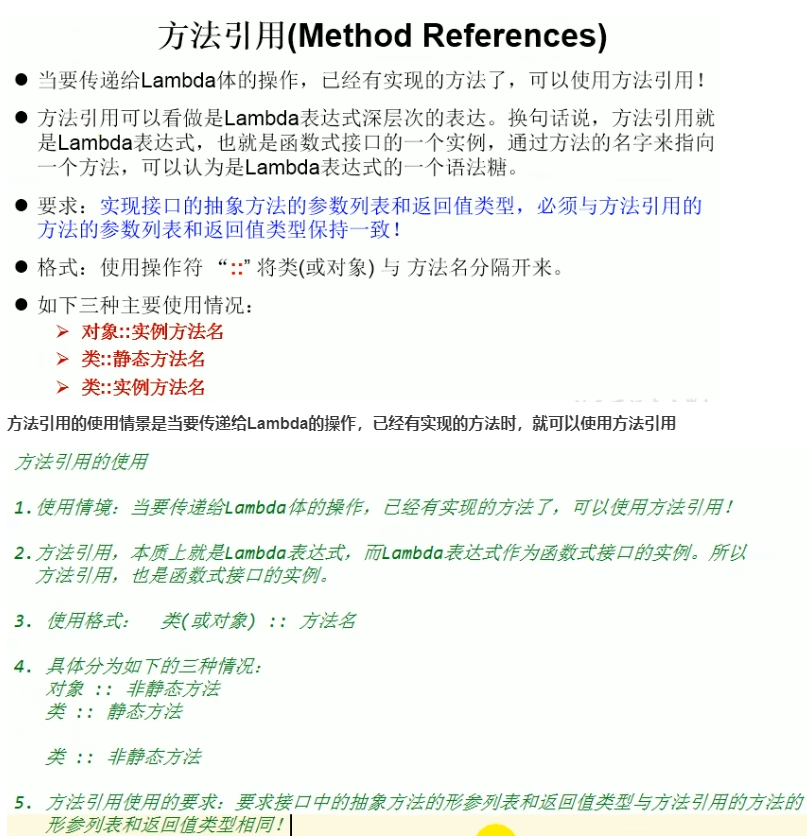 方法引用(Method References)
● 当要传递给Lambda体的操作，已经有实现的方法了，可以使用方法引用！
● 方法引用可以看做是Lambda表达式深层次的表达。换句话说，方法引用就
是Lambda表达式，也就是函数式接口的一个实例，通过方法的名字来指向
一个方法，可以认为是Lambda表达式的一个语法糖。
● 要求：实现接口的抽象方法的参数列表和返回值类型，必须与方法引用的
方法的参数列表和返回值类型保持一致！
● 格式：使用操作符 “::” 将类(或对象) 与 方法名分隔开来。
● 如下三种主要使用情况：
➢ 对象::实例方法名
➢ 类::静态方法名
➢ 类::实例方法名
方法引用的使用情景是当要传递给Lambda的操作，已经有实现的方法时，就可以使用方法引用
方法引用的使用
1.使用情境：当要传递给Lambda体的操作，已经有实现的方法了，可以使用方法引用！
2.方法引用，本质上就是Lambda表达式，而Lambda表达式作为函数式接口的实例。所以
方法引用，也是函数式接口的实例。
3. 使用格式： 类(或对象) :: 方法名
4. 具体分为如下的三种情况：
对象 :: 非静态方法
类 :: 静态方法
类 :: 非静态方法
5. 方法引用使用的要求：要求接口中的抽象方法的形参列表和返回值类型与方法引用的方法的
形参列表和返回值类型相同！